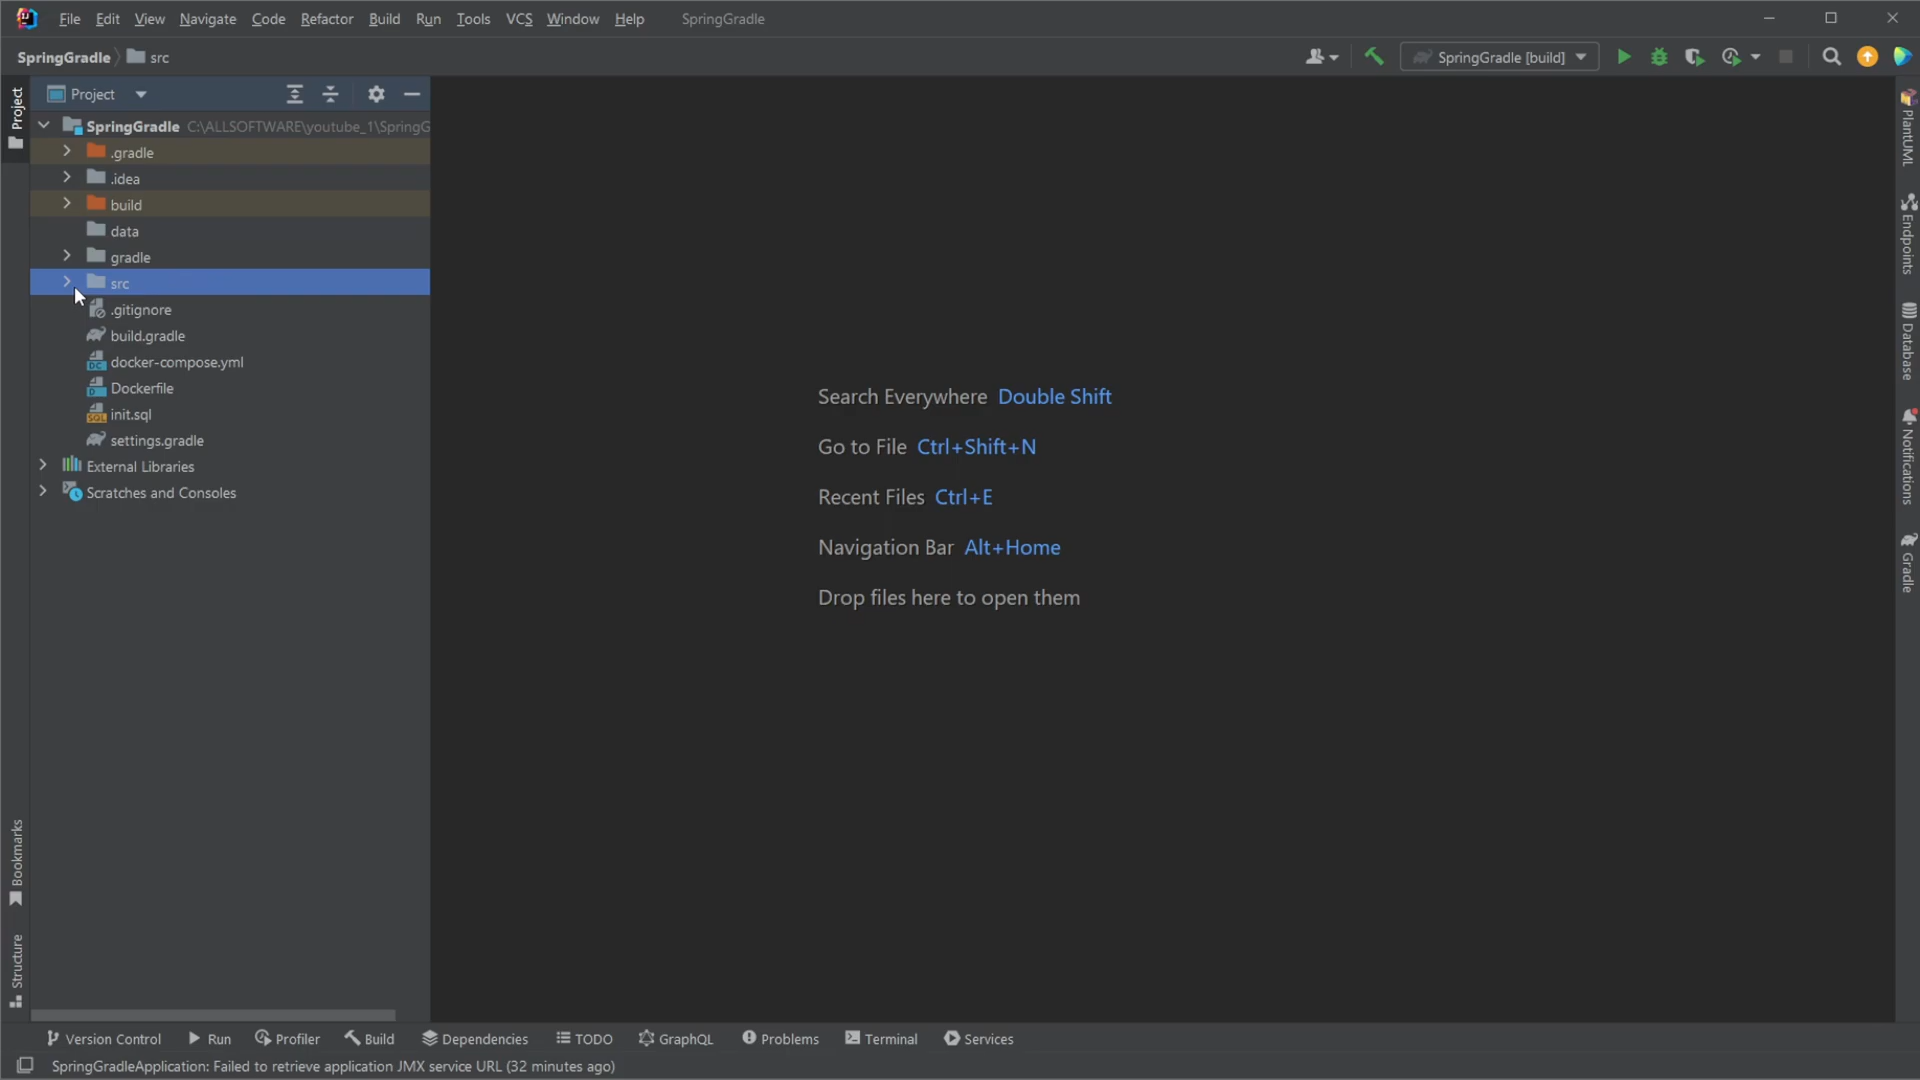 File Edit View Navigate Code Refactor Build Run Tools VCS Window Help SpringGradle
SpringGradle src
SpringGradle [build]
Project
Project
SpringGradle C:\ALLSOFTWARE\youtube_1\SpringG
.gradle
.idea
build
data
gradle
src
.gitignore
build.gradle
docker-compose.yml
Dockerfile
init.sql
settings.gradle
External Libraries
Scratches and Consoles
Search Everywhere Double Shift
Go to File Ctrl+Shift+N
Recent Files Ctrl+E
Navigation Bar Alt+Home
Drop files here to open them
PlantUML
Endpoints
Database
Notifications
Gradle
Bookmarks
Structure
Version Control Run Profiler Build Dependencies TODO GraphQL Problems Terminal Services
SpringGradleApplication: Failed to retrieve application JMX service URL (32 minutes ago)